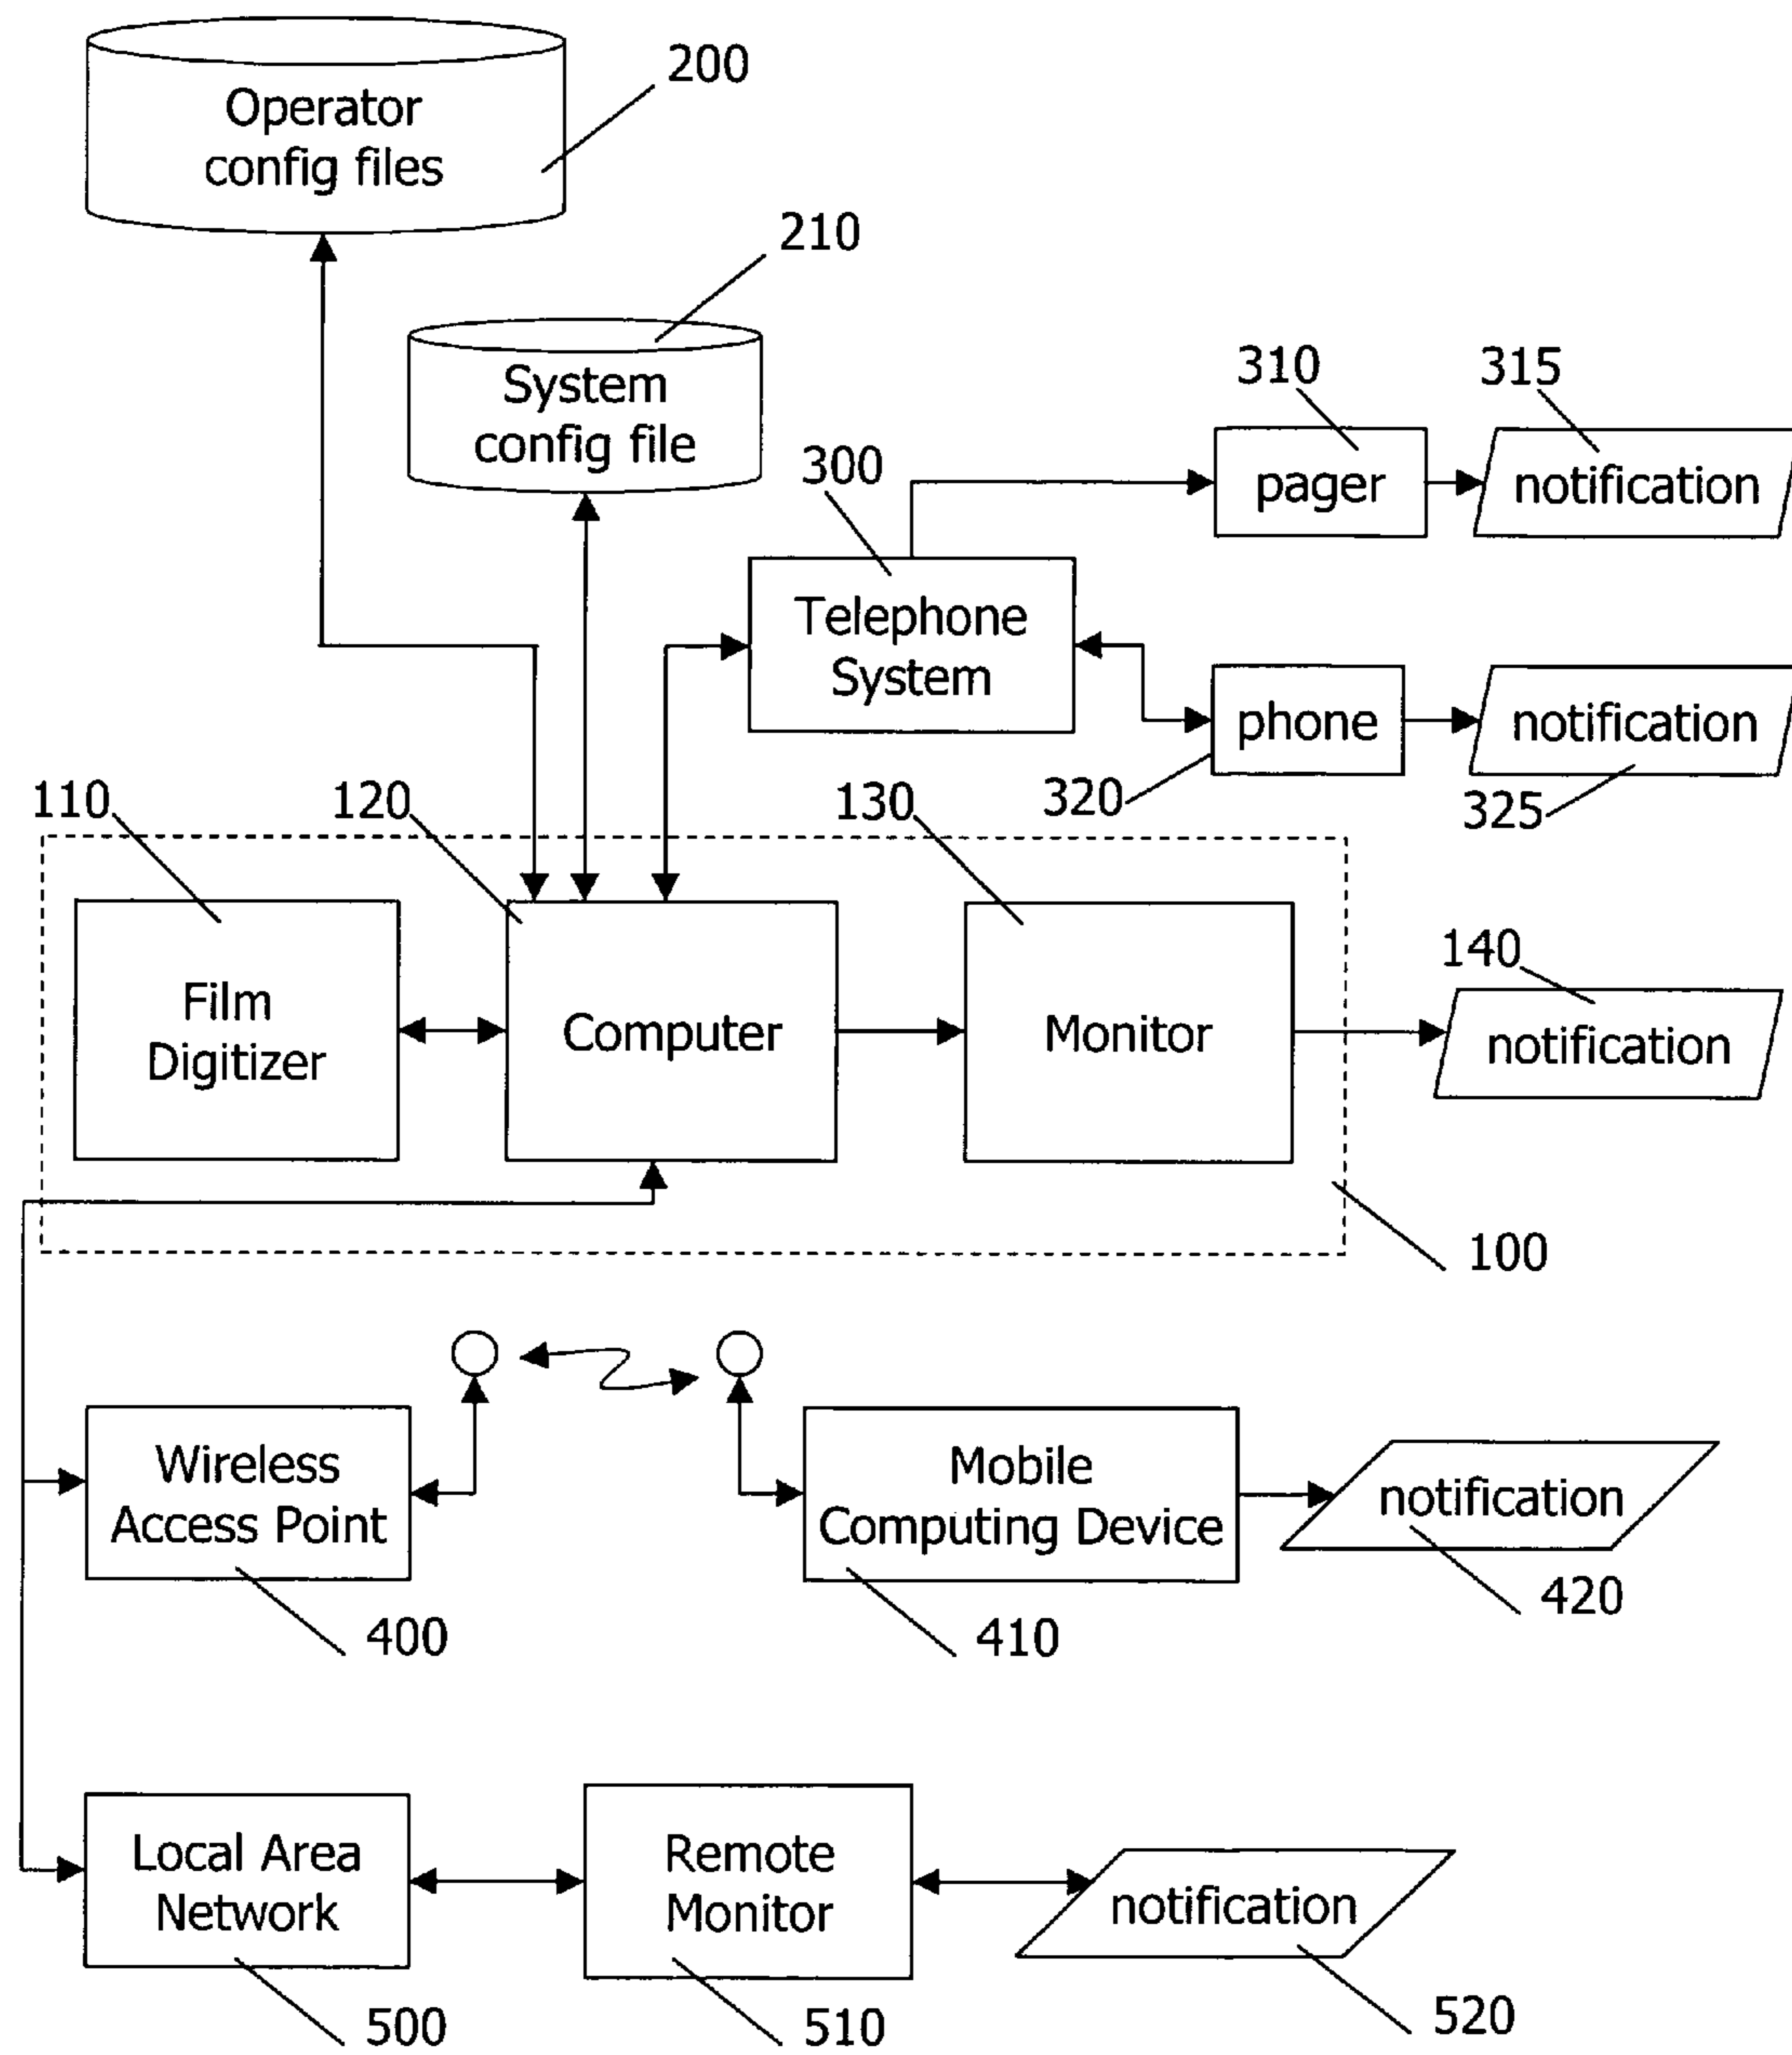 200
Operator
config files
210
System
config file
310
315
300
pager
notification
Telephone
System
phone
notification
320
325
110
120
130
140
Film
Digitizer
Computer
Monitor
notification
100
Wireless
Access Point
Mobile
Computing Device
notification
400
410
420
Local Area
Network
Remote
Monitor
notification
500
510
520